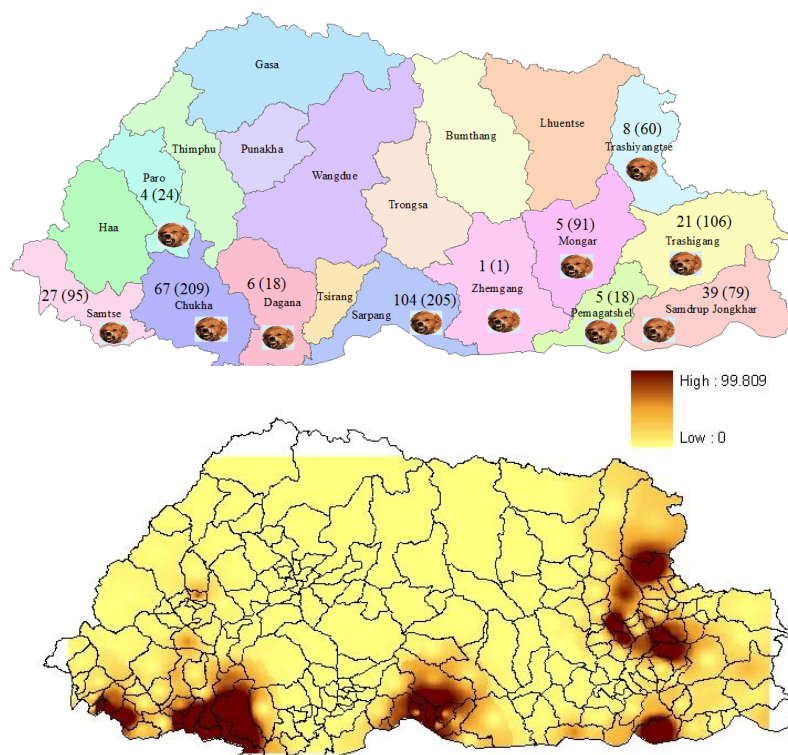 Gasa
Thimphu
Punakha
Wangdue
Bumthang
Lhuentse
8 (60)
Trashiyangtse
Paro
4 (24)
Haa
Trongsa
5 (91)
Mongar
21 (106)
Trashigang
27 (95)
Samtse
67 (209)
Chukha
6 (18)
Dagana
Tsirang
104 (205)
Sarpang
1 (1)
Zhemgang
5 (18)
Pemagatshel
39 (79)
Samdrup Jongkhar
High : 99.809
Low : 0